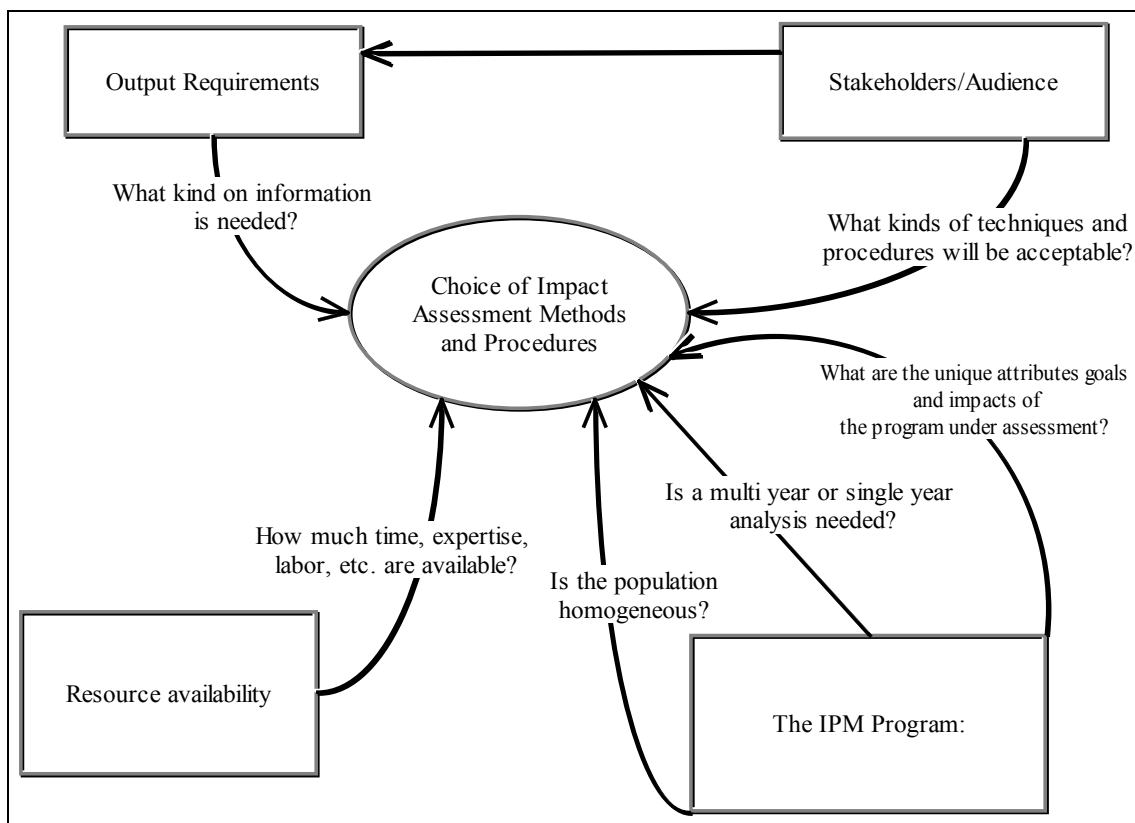 Output Requirements
Stakeholders/Audience
What kind on information
is needed?
What kinds of techniques and
procedures will be acceptable?
Choice of Impact
Assessment Methods
and Procedures
What are the unique attributes goals
and impacts of
the program under assessment?
Is a multi year or single year
analysis needed?
How much time, expertise,
labor, etc. are available?
Is the population
homogeneous?
Resource availability
The IPM Program: